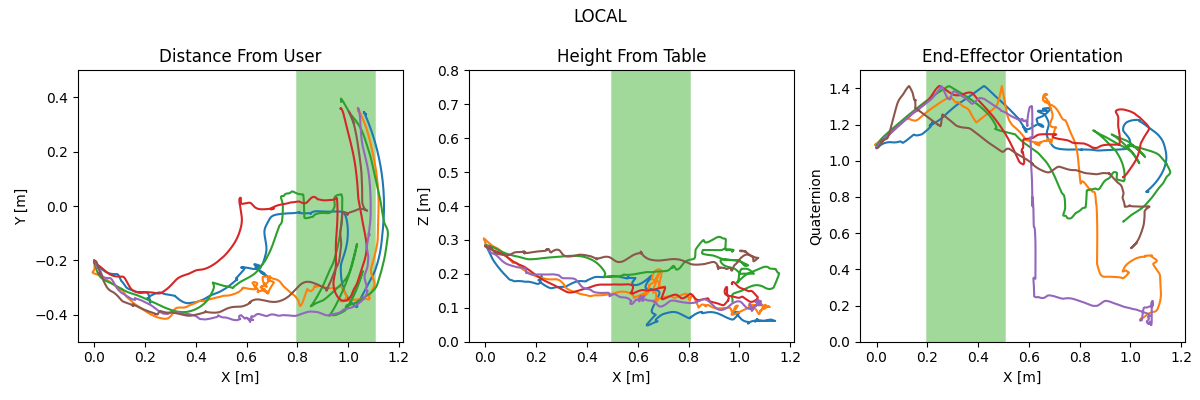 LOCAL
Distance From User
Height From Table
End-Effector Orientation
Y [m]
0.4
0.2
0.0
−0.2
−0.4
0.0 0.2 0.4 0.6 0.8 1.0 1.2
X [m]
Z [m]
0.8
0.7
0.6
0.5
0.4
0.3
0.2
0.1
0.0
0.0 0.2 0.4 0.6 0.8 1.0 1.2
X [m]
Quaternion
1.4
1.2
1.0
0.8
0.6
0.4
0.2
0.0
0.0 0.2 0.4 0.6 0.8 1.0 1.2
X [m]